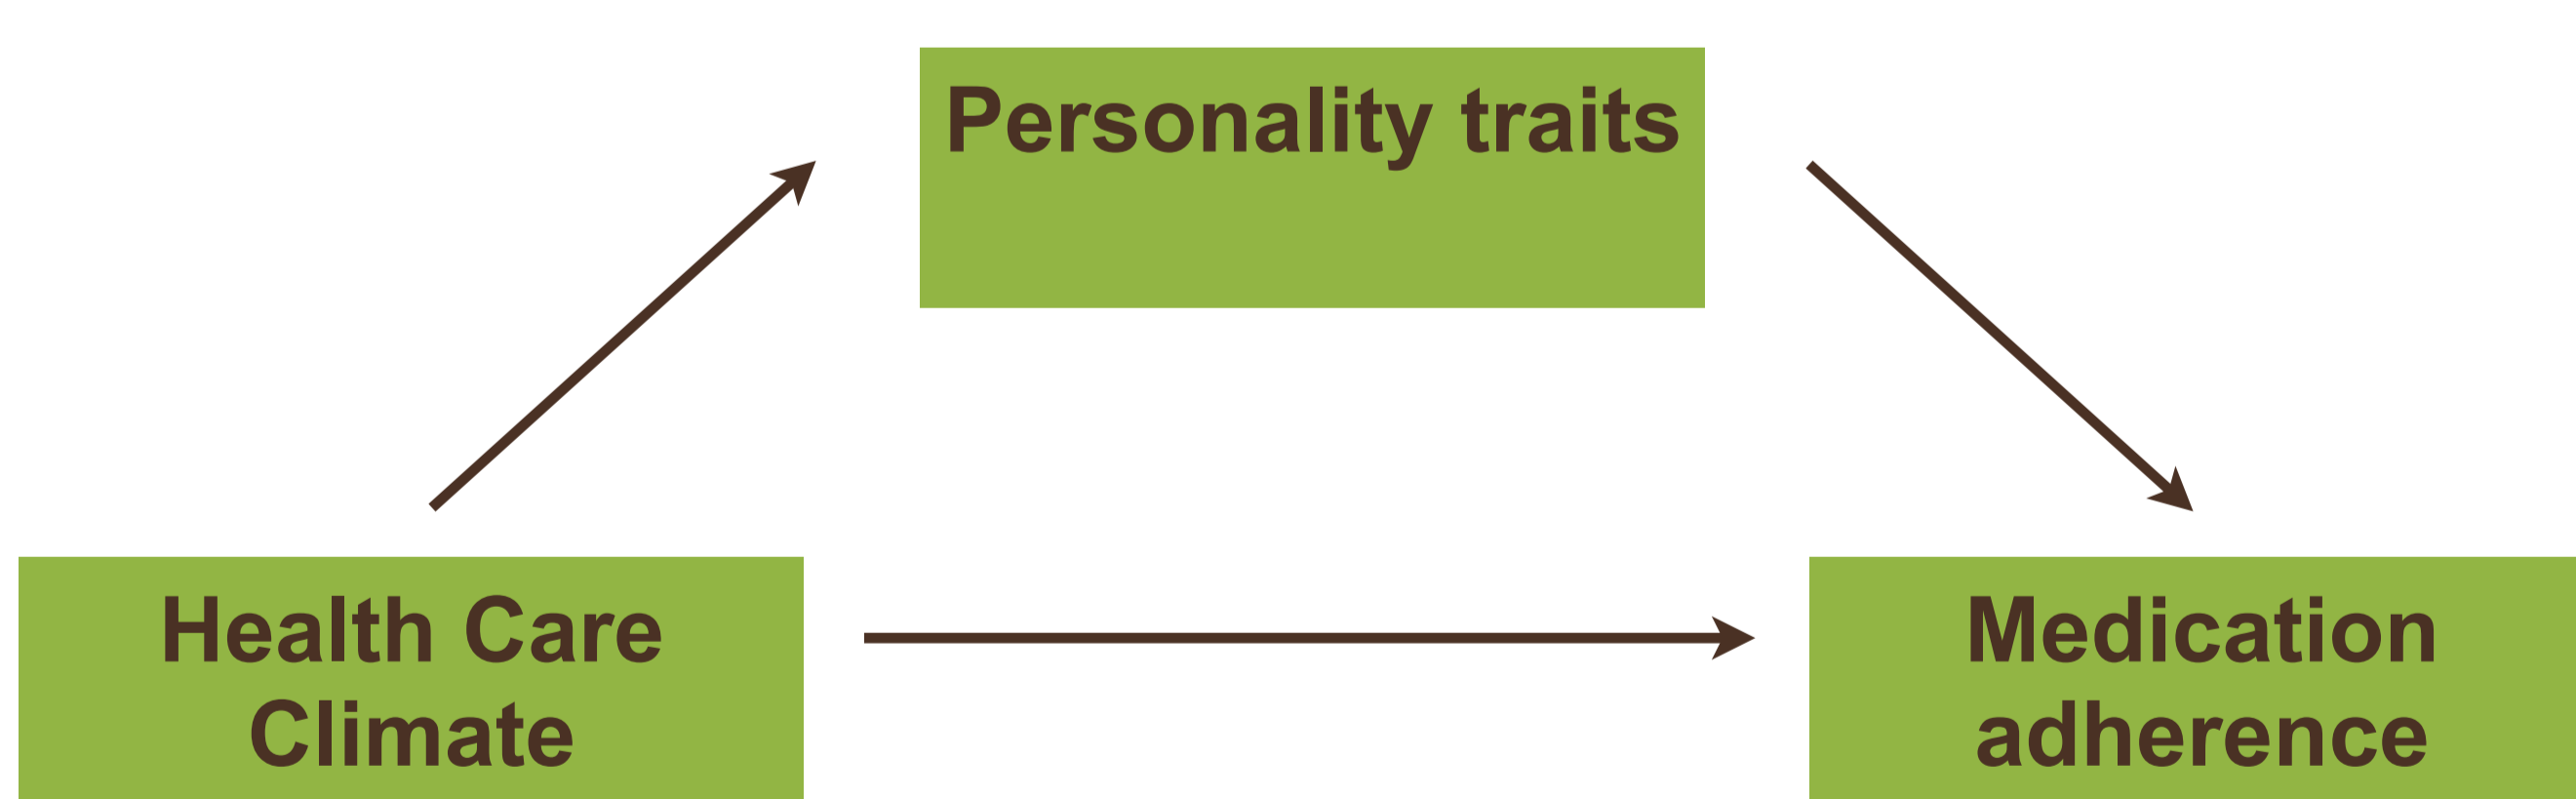 Personality traits
Health Care
Climate
Medication
adherence